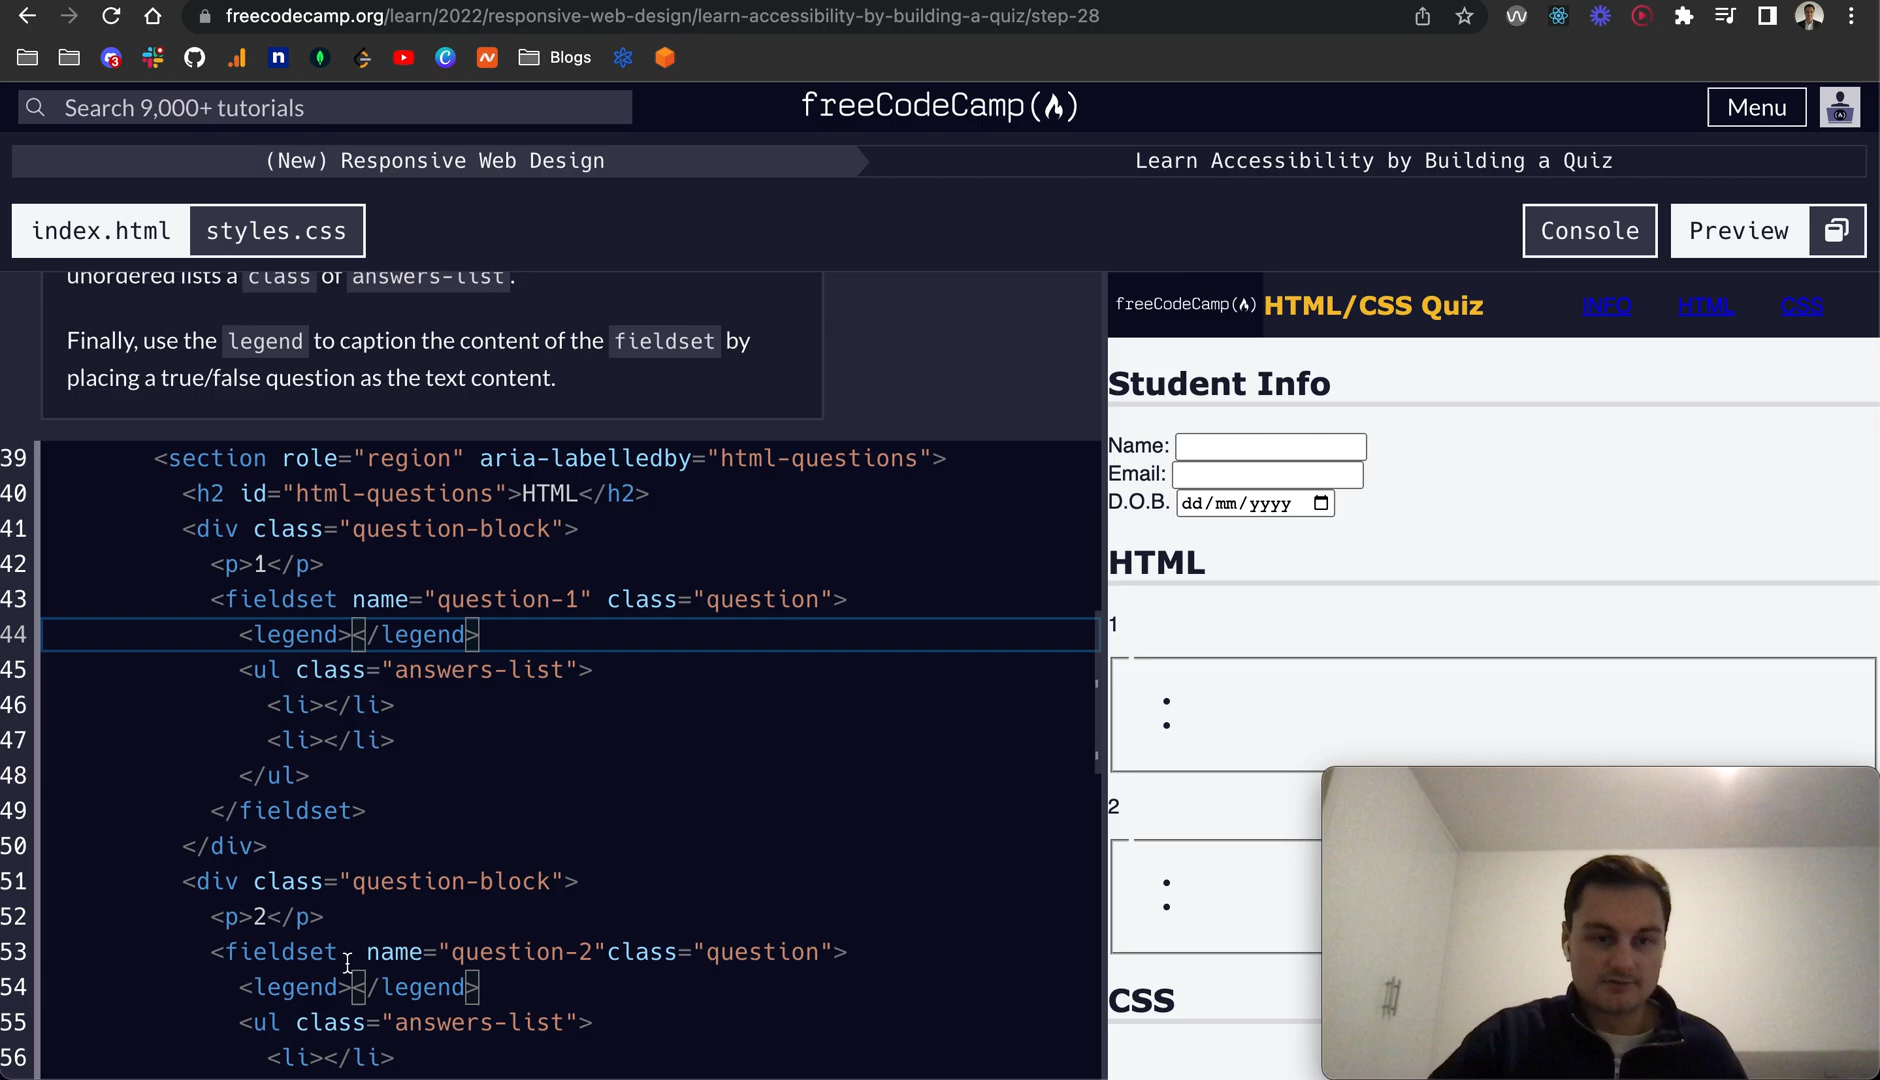 freecodecamp.org/learn/2022/responsive-web-design/learn-accessibility-by-building-a-quiz/step-28
Blogs
Search 9,000+ tutorials
freeCodeCamp(🔥)
Menu
(New) Responsive Web Design
Learn Accessibility by Building a Quiz
index.html
styles.css
Console
Preview
unordered lists a class of answers-list.
Finally, use the legend to caption the content of the fieldset by
placing a true/false question as the text content.
39 <section role="region" aria-labelledby="html-questions">
40 <h2 id="html-questions">HTML</h2>
41 <div class="question-block">
42 <p>1</p>
43 <fieldset name="question-1" class="question">
44 <legend></legend>
45 <ul class="answers-list">
46 <li></li>
47 <li></li>
48 </ul>
49 </fieldset>
50 </div>
51 <div class="question-block">
52 <p>2</p>
53 <fieldset  name="question-2"class="question">
54 <legend></legend>
55 <ul class="answers-list">
56 <li></li>
freeCodeCamp(🔥)
HTML/CSS Quiz
INFO
HTML
CSS
Student Info
Name:
Email:
D.O.B. dd/mm/yyyy
HTML
1
2
CSS